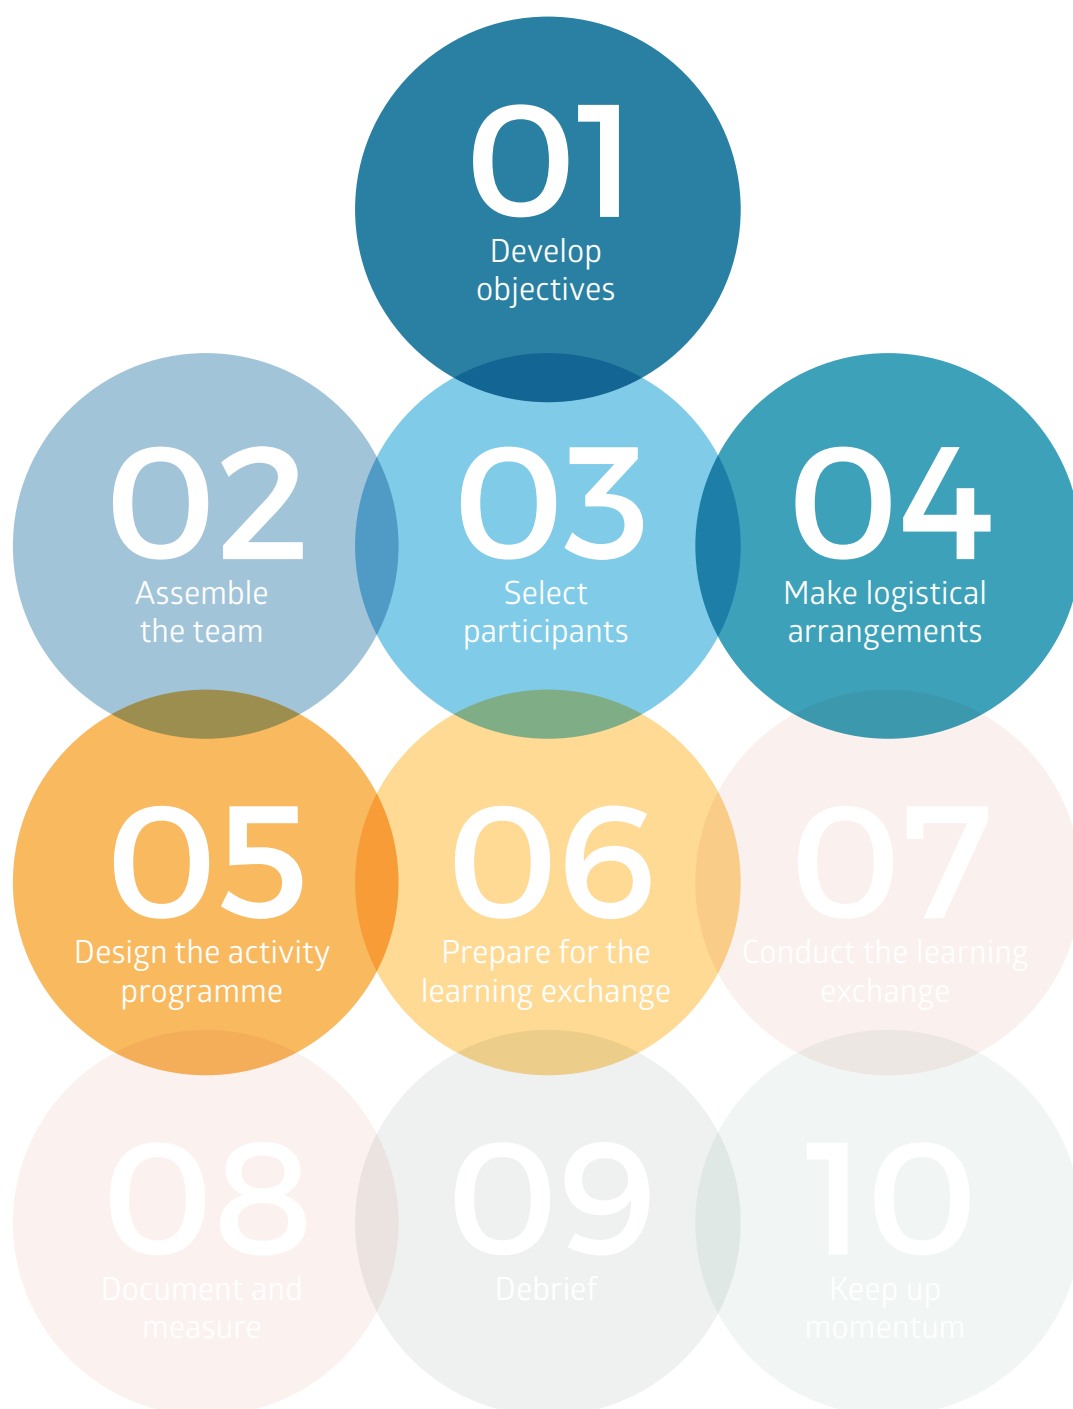 01
Develop
objectives
02
Assemble
the team
03
Select
participants
04
Make logistical
arrangements
05
Design the activity
programme
06
Prepare for the
learning exchange
07
Conduct the learning
exchange
08
Document and
measure
09
Debrief
10
Keep up
momentum